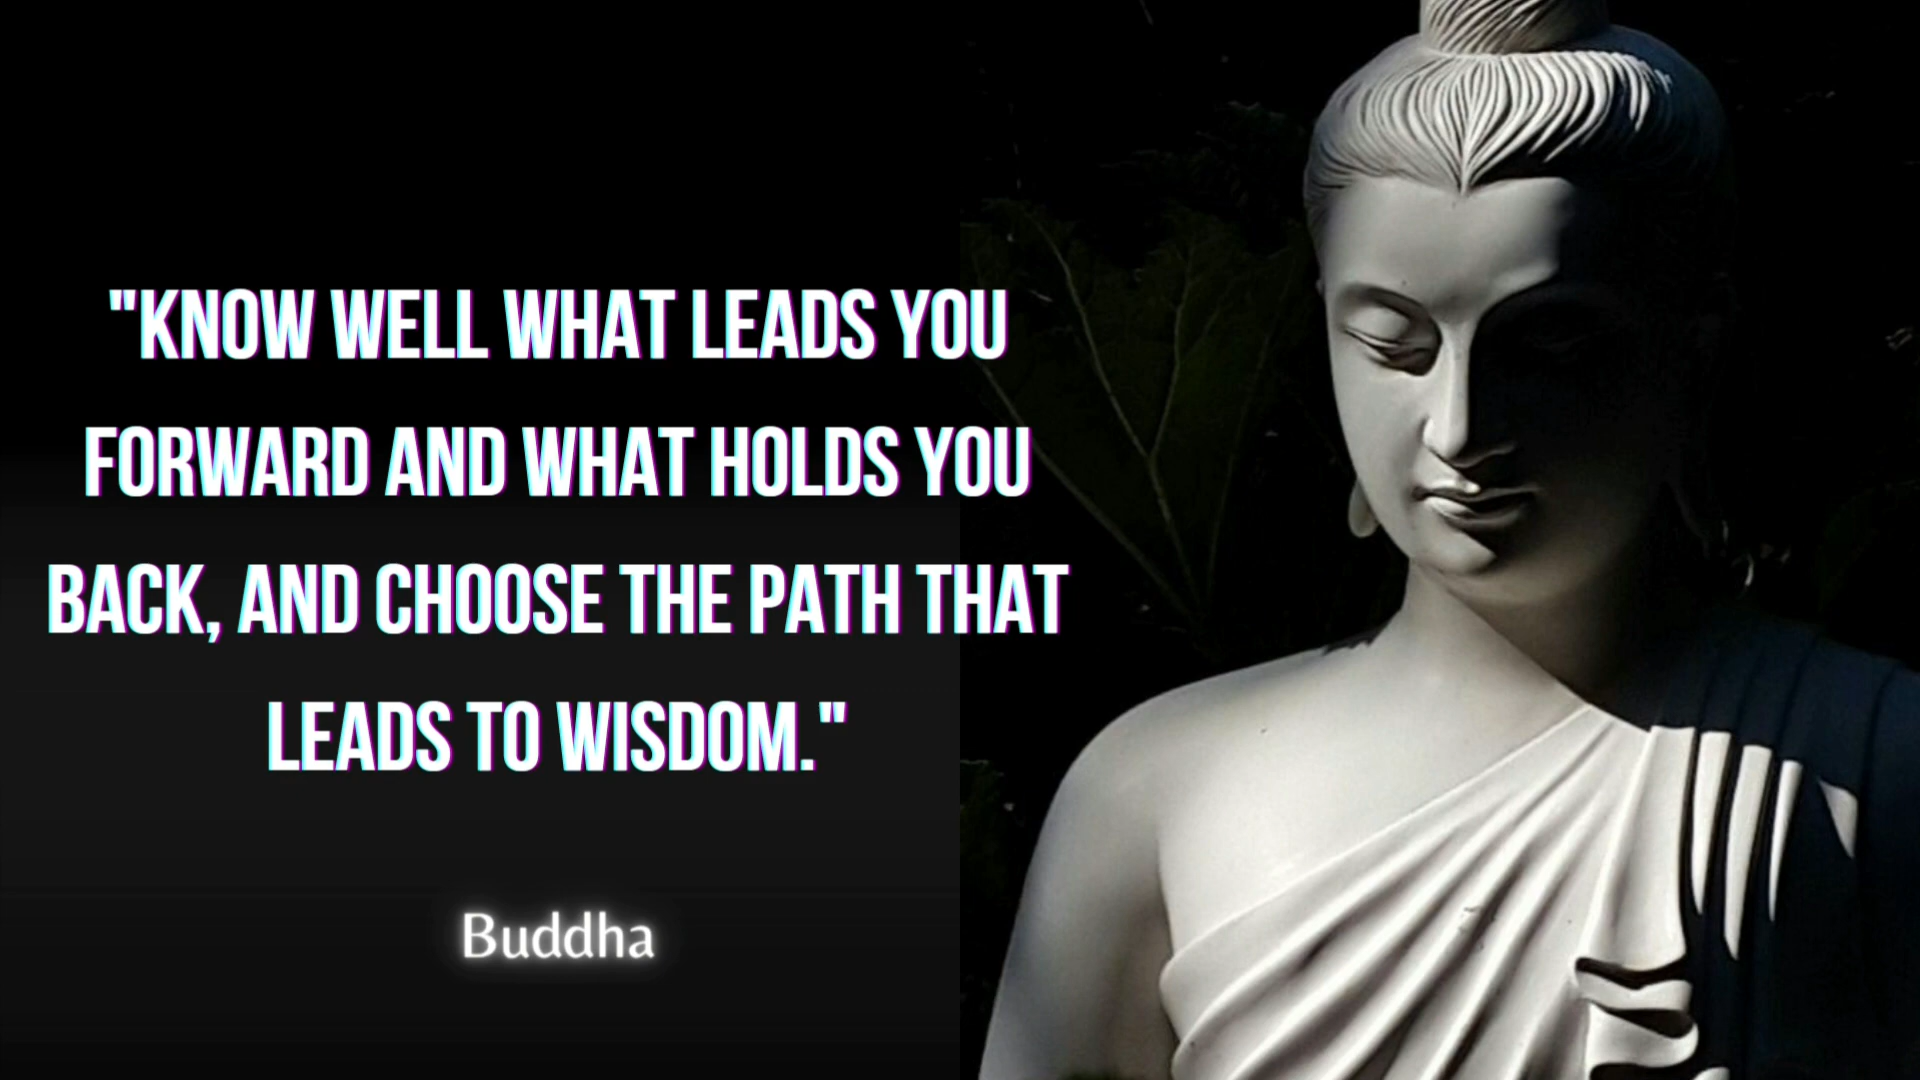 "KNOW WELL WHAT LEADS YOU
FORWARD AND WHAT HOLDS YOU
BACK, AND CHOOSE THE PATH THAT
LEADS TO WISDOM."
Buddha